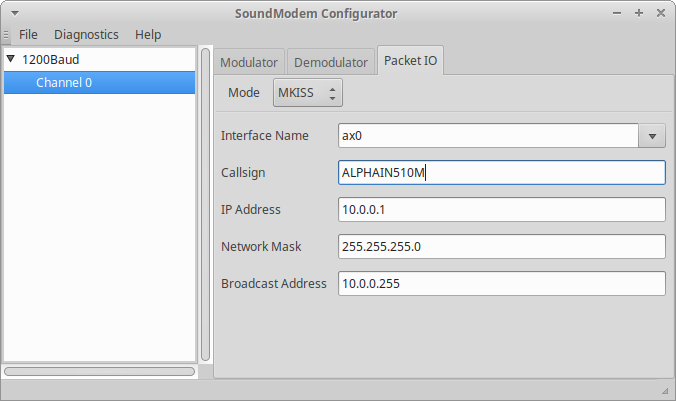 SoundModem Configurator
File Diagnostics Help
1200Baud
Channel 0
Modulator Demodulator Packet IO
Mode MKISS
Interface Name ax0
Callsign ALPHAIN510M
IP Address 10.0.0.1
Network Mask 255.255.255.0
Broadcast Address 10.0.0.255